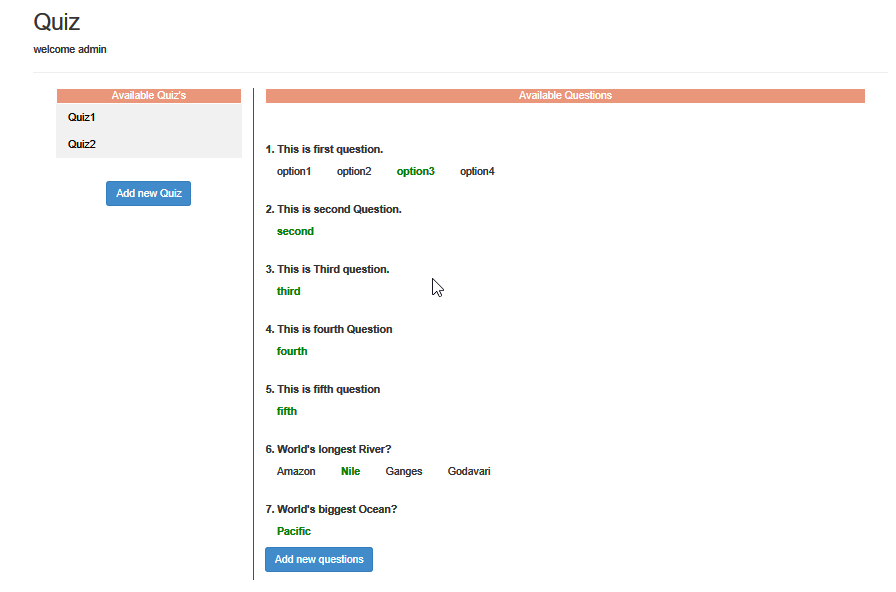 Quiz
welcome admin
Available Quiz's
Quiz1
Quiz2
Add new Quiz
Available Questions
1. This is first question.
option1 option2 option3 option4
2. This is second Question.
second
3. This is Third question.
third
4. This is fourth Question
fourth
5. This is fifth question
fifth
6. World's longest River?
Amazon Nile Ganges Godavari
7. World's biggest Ocean?
Pacific
Add new questions